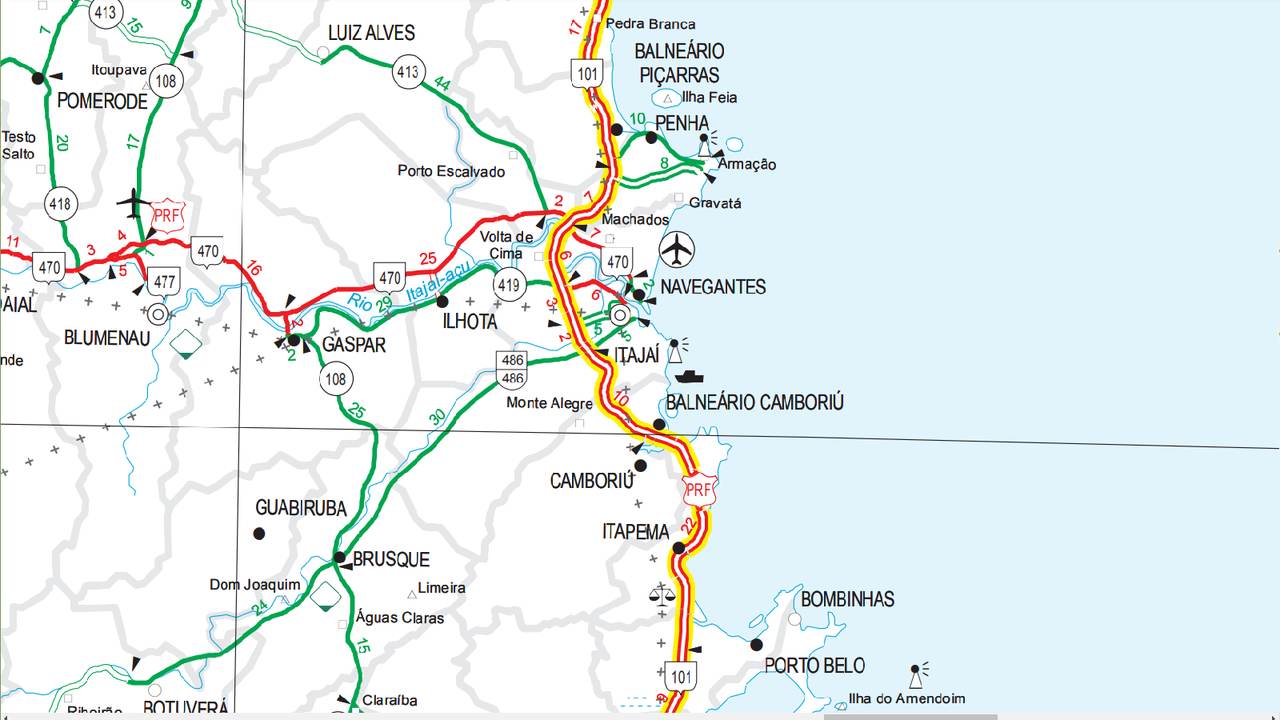 413
15
9
7
LUIZ ALVES
17
Pedra Branca
BALNEÁRIO
PIÇARRAS
Itoupava
108
413
44
101
Ilha Feia
POMERODE
10
PENHA
Testo
Salto
20
17
Porto Escalvado
8
Armação
418
PRF
2
7
Gravatá
Machados
11
3
4
1
470
Volta de
Cima
7
470
5
470
477
16
25
470
6
419
6
2
NAVEGANTES
Rio
Itajaí-açu
29
3
DAIAL
BLUMENAU
ILHOTA
5
5
2
GASPAR
2
2
ITAJAÍ
nde
486
486
108
25
30
Monte Alegre
10
BALNEÁRIO CAMBORIÚ
CAMBORIÚ
PRF
GUABIRUBA
22
ITAPEMA
BRUSQUE
Dom Joaquim
Limeira
24
Águas Claras
BOMBINHAS
15
PORTO BELO
101
Claraíba
8
Ilha do Amendoim
Ribeirão
BOTUVERÁ